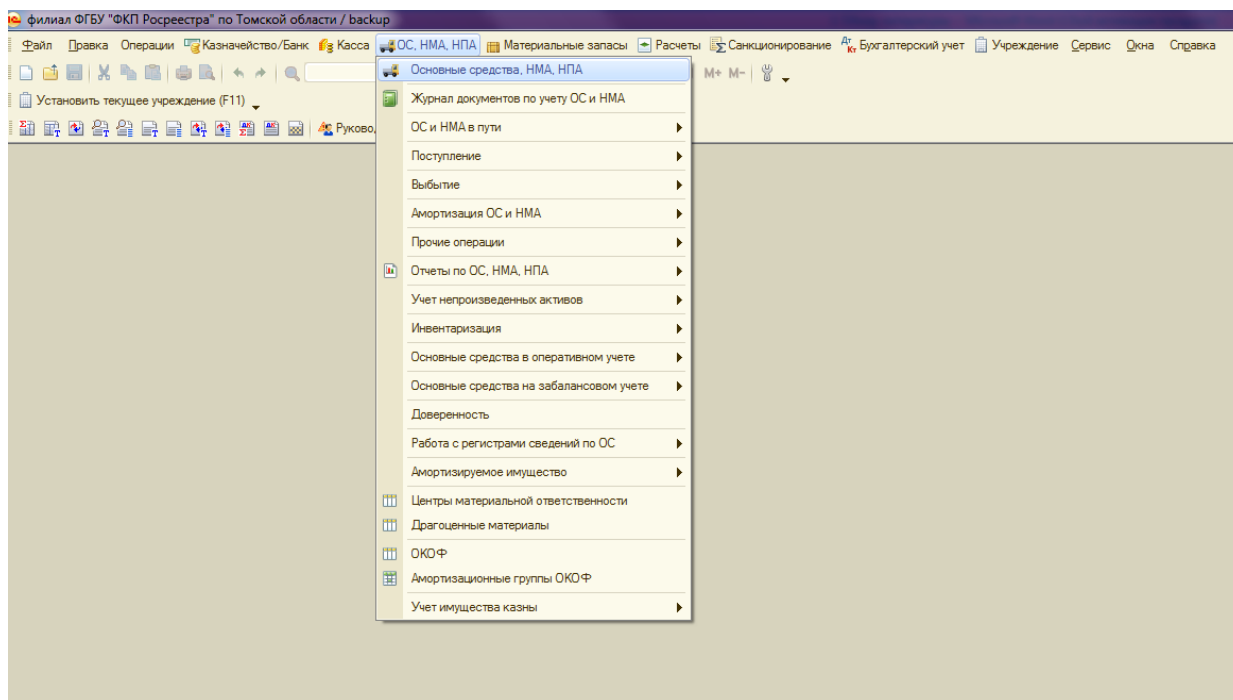 филиал ФГБУ "ФКП Росреестра" по Томской области / backup
Файл Правка Операции Казначейство/Банк Касса ОС, НМА, НПА Материальные запасы Расчеты Санкционирование Бухгалтерский учет Учреждение Сервис Окна Справка
M+ M-
Установить текущее учреждение (F11)
Руково
Основные средства, НМА, НПА
Журнал документов по учету ОС и НМА
ОС и НМА в пути
Поступление
Выбытие
Амортизация ОС и НМА
Прочие операции
Отчеты по ОС, НМА, НПА
Учет непроизведенных активов
Инвентаризация
Основные средства в оперативном учете
Основные средства на забалансовом учете
Доверенность
Работа с регистрами сведений по ОС
Амортизируемое имущество
Центры материальной ответственности
Драгоценные материалы
ОКОФ
Амортизационные группы ОКОФ
Учет имущества казны